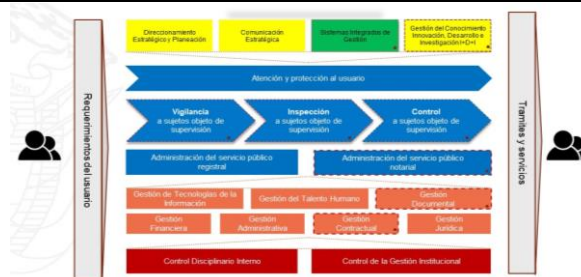 Direccionamiento
Estratégico y Planeación
Comunicación
Estratégica
Sistemas Integrados de
Gestión
Gestión del Conocimiento
Innovación, Desarrollo e
Investigación I+D+I
Atención y protección al usuario
Vigilancia
a sujetos objeto de
supervisión
Inspección
a sujetos objeto de
supervisión
Control
a sujetos objeto de
supervisión
Administración del servicio público
registral
Administración del servicio público
notarial
Gestión de Tecnologías de la
Información
Gestión del Talento Humano
Gestión
Documental
Gestión
Financiera
Gestión
Administrativa
Gestión
Contractual
Gestión
Jurídica
Control Disciplinario Interno
Control de la Gestión Institucional
Requerimientos del usuario
Tramites y servicios